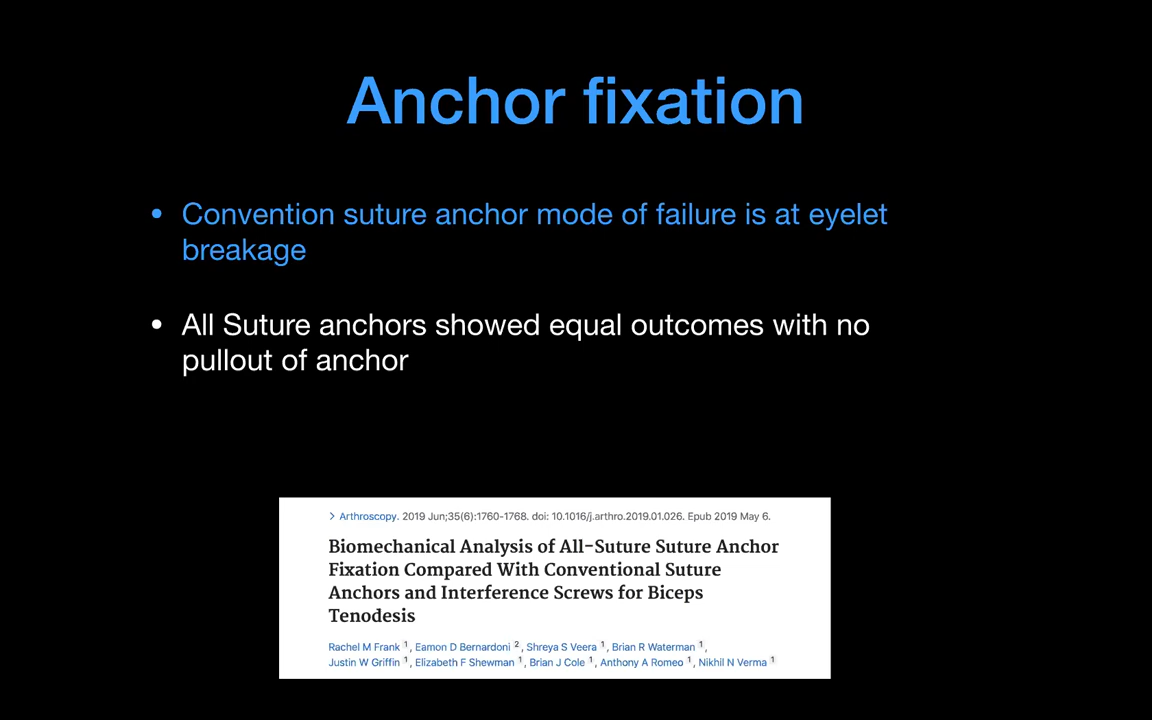 Anchor fixation
• Convention suture anchor mode of failure is at eyelet
breakage
• All Suture anchors showed equal outcomes with no
pullout of anchor
> Arthroscopy. 2019 Jun;35(6):1760-1768. doi: 10.1016/j.arthro.2019.01.026. Epub 2019 May 6.
Biomechanical Analysis of All-Suture Suture Anchor
Fixation Compared With Conventional Suture
Anchors and Interference Screws for Biceps
Tenodesis
Rachel M Frank 1, Eamon D Bernardoni 2, Shreya S Veera 1, Brian R Waterman 1,
Justin W Griffin 1, Elizabeth F Shewman 1, Brian J Cole 1, Anthony A Romeo 1, Nikhil N Verma 1